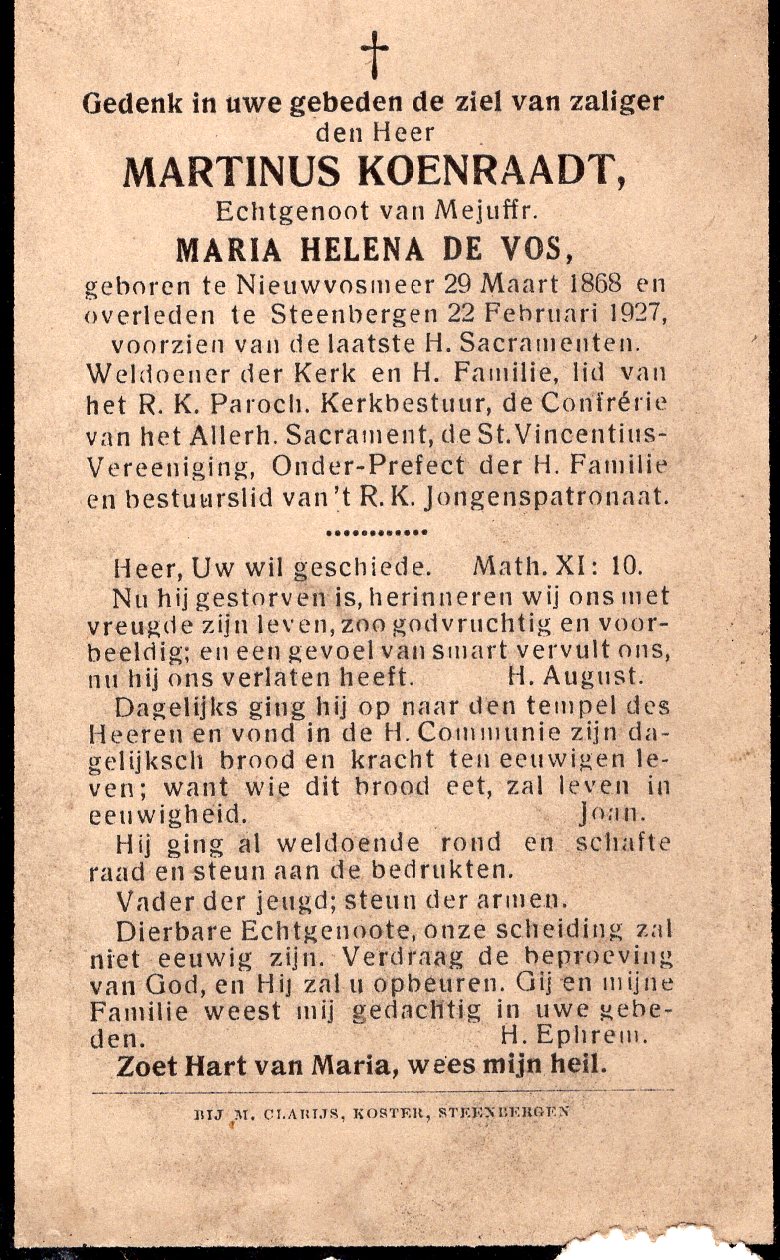 Gedenk in uwe gebeden de ziel van zaliger
den Heer
MARTINUS KOENRAADT,
Echtgenoot van Mejuffr.
MARIA HELENA DE VOS,
geboren te Nieuwvosmeer 29 Maart 1868 en
overleden te Steenbergen 22 Februari 1927,
voorzien van de laatste H. Sacramenten.
Weldoener der Kerk en H. Familie, lid van
het R. K. Paroch. Kerkbestuur, de Confrérie
van het Allerh. Sacrament, de St. Vincentius-
Vereeniging, Onder-Prefect der H. Familie
en bestuurslid van 't R. K. Jongenspatronaat.
............
Heer, Uw wil geschiede. Math. XI: 10.
Nu hij gestorven is, herinneren wij ons met
vreugde zijn leven, zoo godvruchtig en voor-
beeldig; en een gevoel van smart vervult ons,
nu hij ons verlaten heeft. H. August.
Dagelijks ging hij op naar den tempel des
Heeren en vond in de H. Communie zijn da-
gelijksch brood en kracht ten eeuwigen le-
ven; want wie dit brood eet, zal leven in
eeuwigheid. Joan.
Hij ging al weldoende rond en schafte
raad en steun aan de bedrukten.
Vader der jeugd; steun der armen.
Dierbare Echtgenoote, onze scheiding zal
niet eeuwig zijn. Verdraag de beproeving
van God, en Hij zal u opbeuren. Gij en mijne
Familie weest mij gedachtig in uwe gebe-
den. H. Ephrem.
Zoet Hart van Maria, wees mijn heil.
BIJ M. CLARIJS, KOSTER, STEENBERGEN